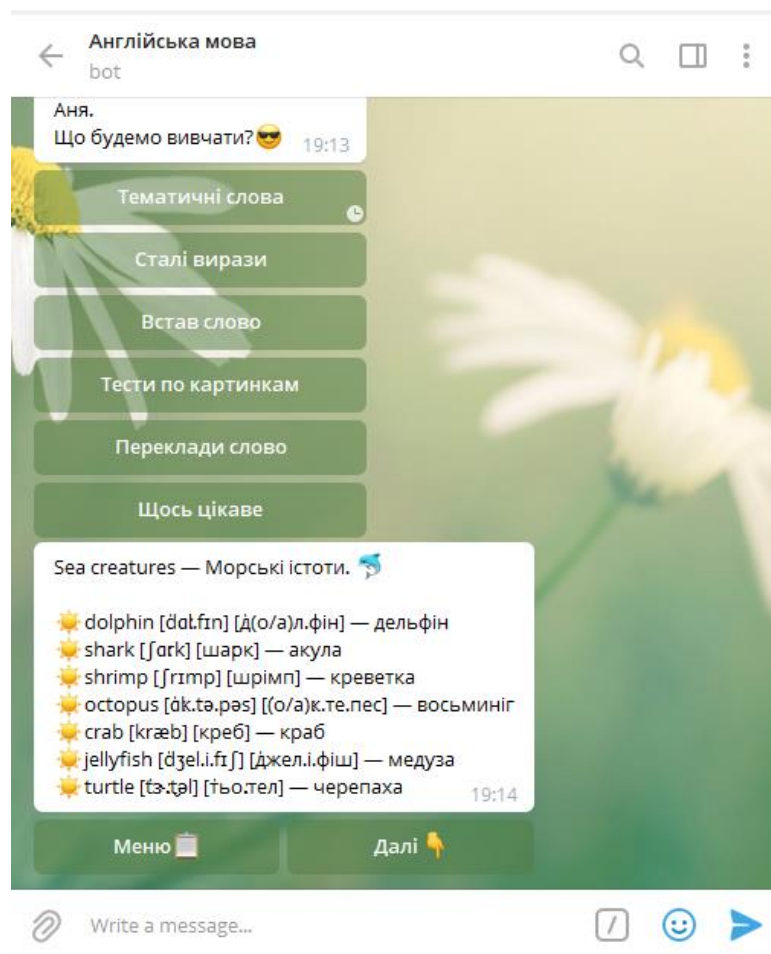 Англійська мова
bot
Аня.
Що будемо вивчати?😎 19:13
Тематичні слова
Сталі вирази
Встав слово
Тести по картинкам
Переклади слово
Щось цікаве
Sea creatures — Морські істоти. 🐬
☀️dolphin [ˈdɑl.fɪn] [ˈд(о/а)л.фін] — дельфін
☀️shark [ʃɑrk] [шарк] — акула
☀️shrimp [ʃrɪmp] [шрімп] — креветка
☀️octopus [ˈɑk.tə.pəs] [ˈ(о/а)к.те.пес] — восьминіг
☀️crab [kræb] [креб] — краб
☀️jellyfish [ˈdʒel.i.fɪʃ] [ˈджел.і.фіш] — медуза
☀️turtle [ˈtɝ.t̬əl] [ˈтьо.тел] — черепаха
19:14
Меню📋 Далі 👇
Write a message...